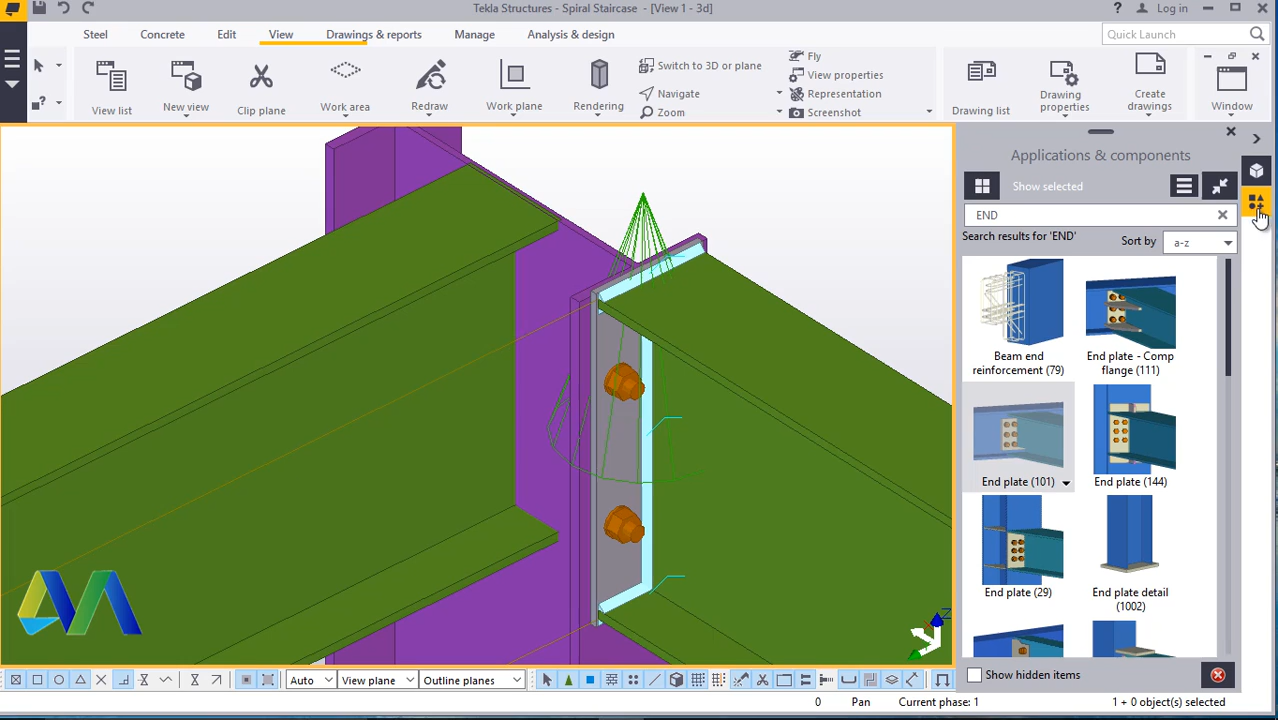 Tekla Structures - Spiral Staircase - [View 1 - 3d]
? Log in
Steel Concrete Edit View Drawings & reports Manage Analysis & design Quick Launch
View list
New view
Clip plane
Work area
Redraw
Work plane
Rendering
Switch to 3D or plane
Navigate
Zoom
Fly
View properties
Representation
Screenshot
Drawing list
Drawing
properties
Create
drawings
Window
Applications & components
Show selected
END
Search results for 'END'
Sort by a-z
Beam end
reinforcement (79)
End plate - Comp
flange (111)
End plate (101)
End plate (144)
End plate (29)
End plate detail
(1002)
Show hidden items
Z
Auto View plane Outline planes
0 Pan Current phase: 1 1 + 0 object(s) selected